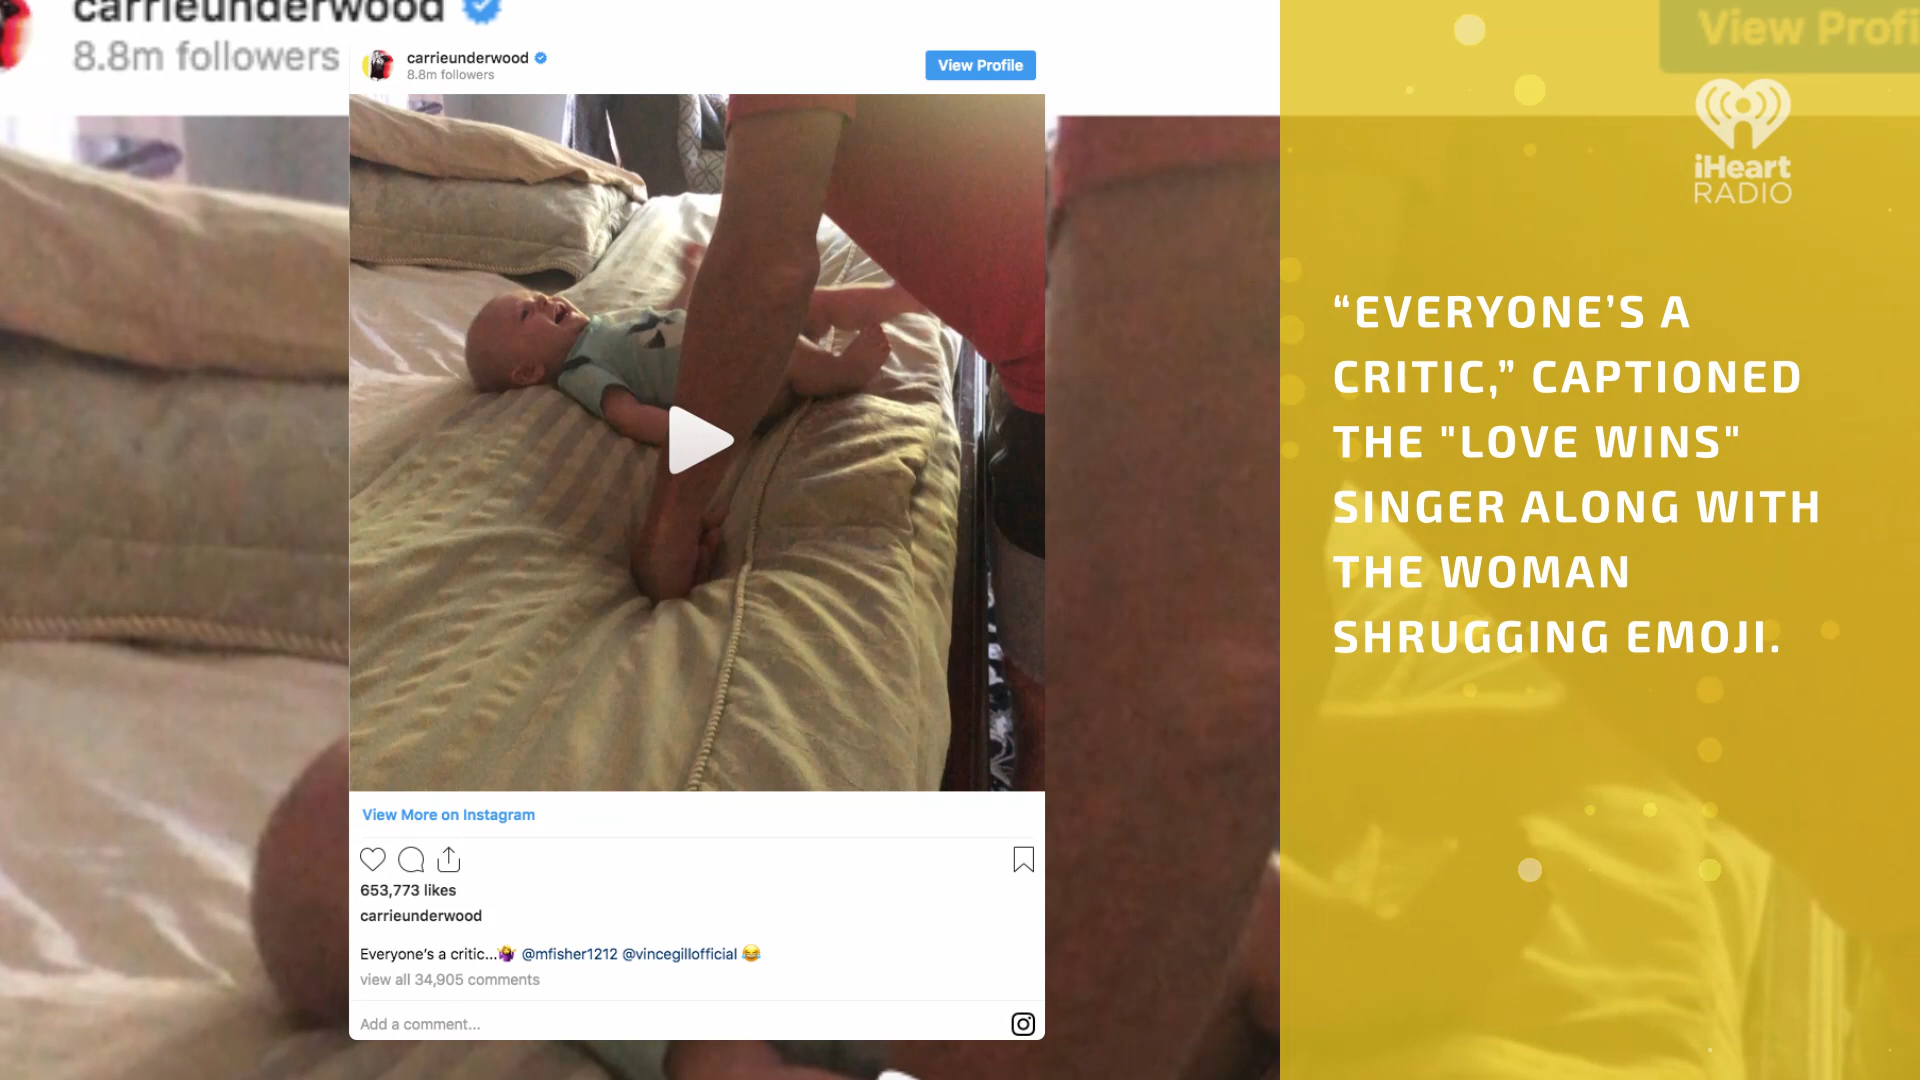 carrieunderwood
8.8m followers
carrieunderwood
8.8m followers
View Profile
View Profi
iHeart
RADIO
“EVERYONE’S A
CRITIC,” CAPTIONED
THE "LOVE WINS"
SINGER ALONG WITH
THE WOMAN
SHRUGGING EMOJI.
View More on Instagram
653,773 likes
carrieunderwood
Everyone’s a critic...🤷‍♀️ @mfisher1212 @vincegillofficial 😂
view all 34,905 comments
Add a comment...